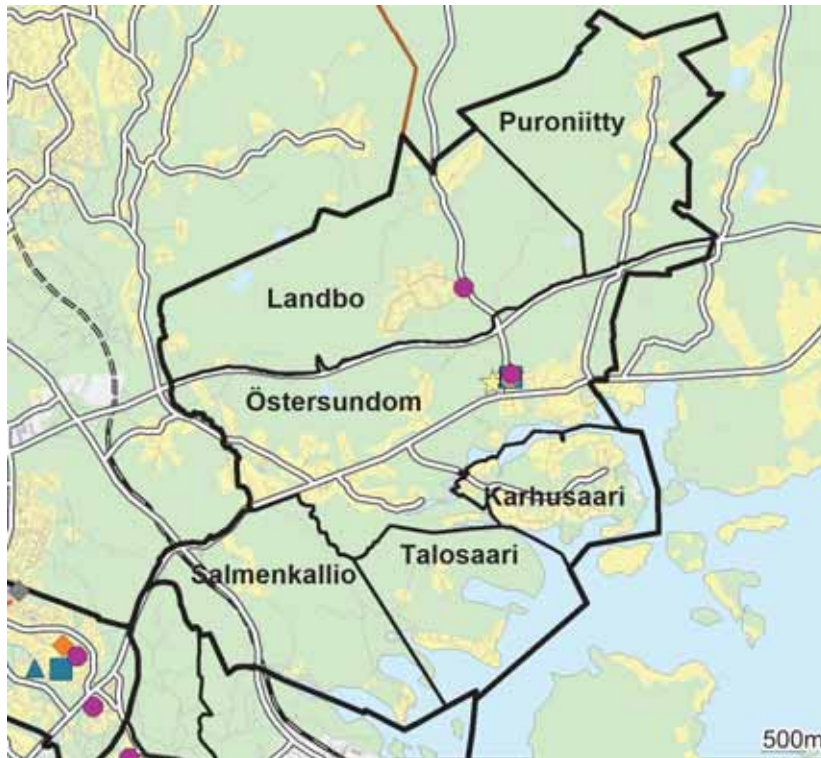 Puroniitty
Landbo
Östersundom
Karhusaari
Talosaari
Salmenkallio
500m